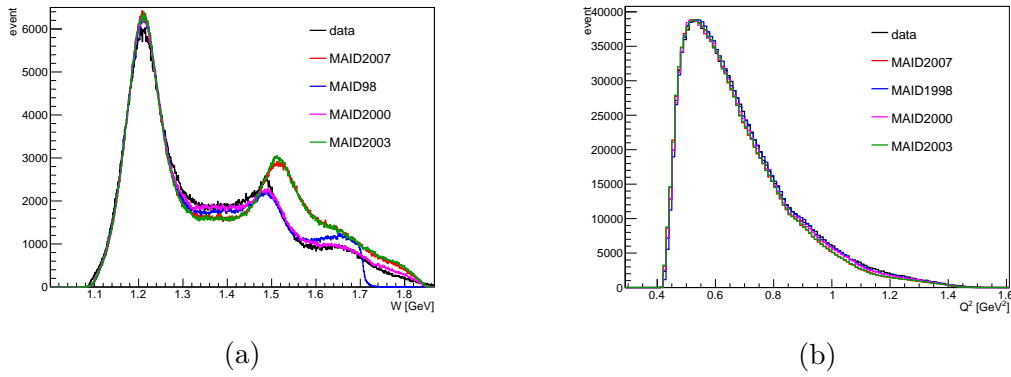 event
6000
5000
4000
3000
2000
1000
0
1.1 1.2 1.3 1.4 1.5 1.6 1.7 1.8
W [GeV]
data
MAID2007
MAID98
MAID2000
MAID2003
(a)
event
40000
35000
30000
25000
20000
15000
10000
5000
0
0.4 0.6 0.8 1 1.2 1.4 1.6
Q² [GeV²]
data
MAID2007
MAID1998
MAID2000
MAID2003
(b)